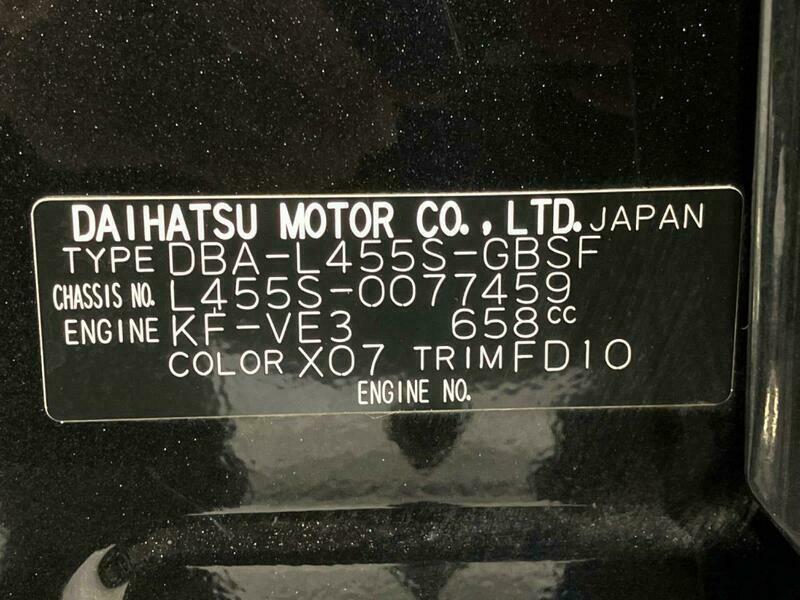 DAIHATSU MOTOR CO.,LTD. JAPAN
TYPE DBA-L455S-GBSF
CHASSIS NO. L455S-0077459
ENGINE KF-VE3 658cc
COLOR X07 TRIM FD10
ENGINE NO.